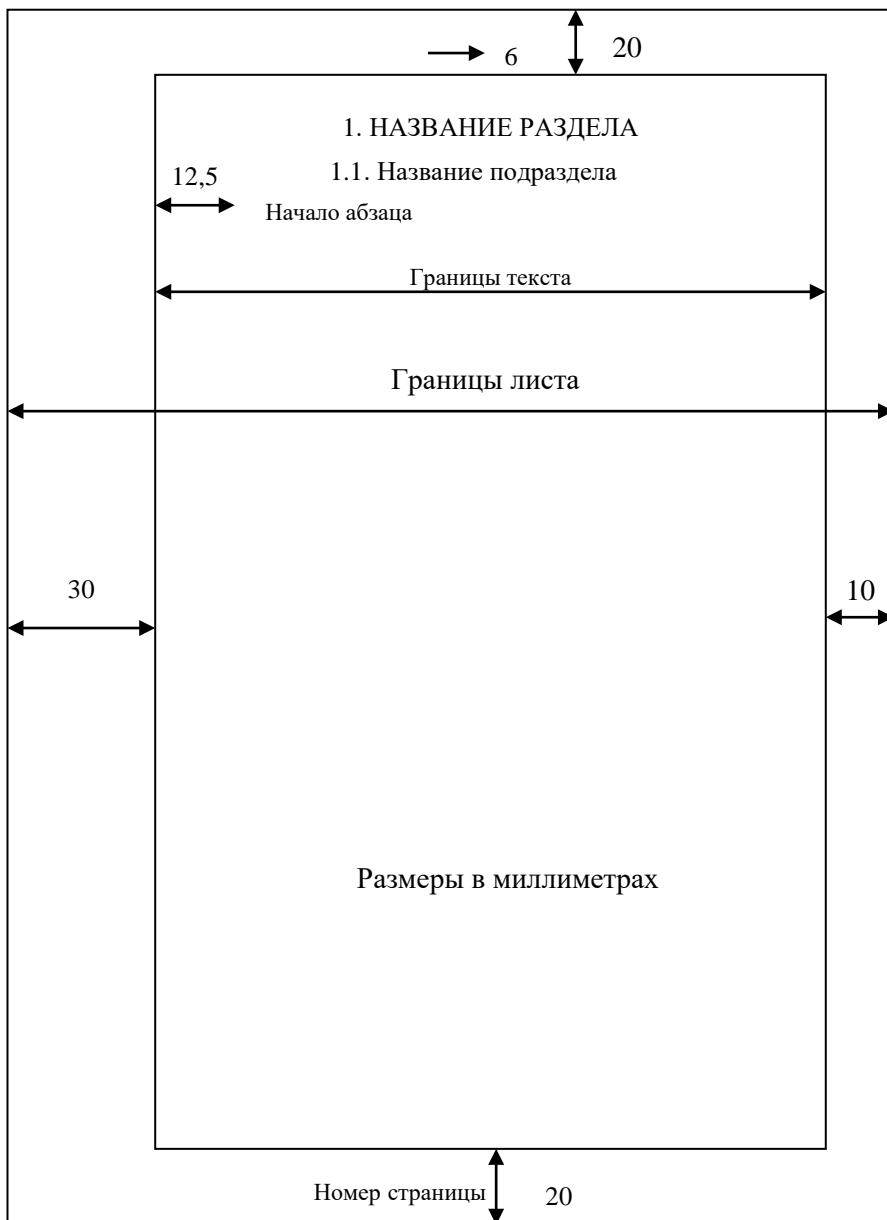 20
6
1. НАЗВАНИЕ РАЗДЕЛА
1.1. Название подраздела
12,5
Начало абзаца
Границы текста
Границы листа
30
10
Размеры в миллиметрах
Номер страницы
20